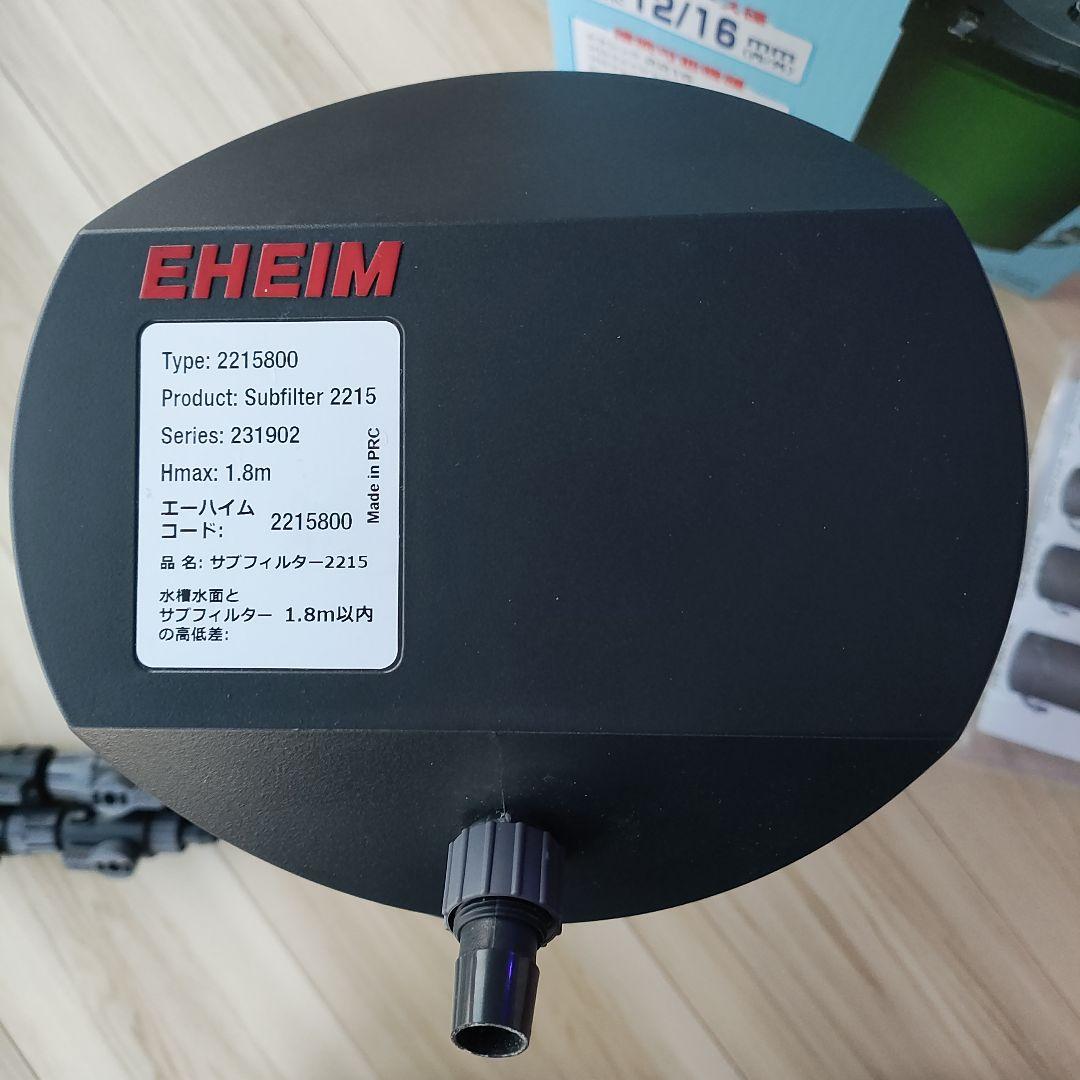 12/16 mm
EHEIM
Type: 2215800
Product: Subfilter 2215
Series: 231902
Hmax: 1.8m
Made in PRC
エーハイム
コード: 2215800
品 名: サブフィルター2215
水槽水面と
サブフィルター 1.8m以内
の高低差: